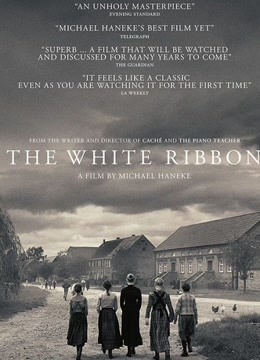 "AN UNHOLY MASTERPIECE"
EVENING STANDARD
"MICHAEL HANEKE'S BEST FILM YET"
TELEGRAPH
"SUPERB ... A FILM THAT WILL BE WATCHED
AND DISCUSSED FOR MANY YEARS TO COME"
THE GUARDIAN
"IT FEELS LIKE A CLASSIC
EVEN AS YOU ARE WATCHING IT FOR THE FIRST TIME"
LA WEEKLY
FROM THE WRITER AND DIRECTOR OF CACHÉ AND THE PIANO TEACHER
THE WHITE RIBBON
A FILM BY MICHAEL HANEKE